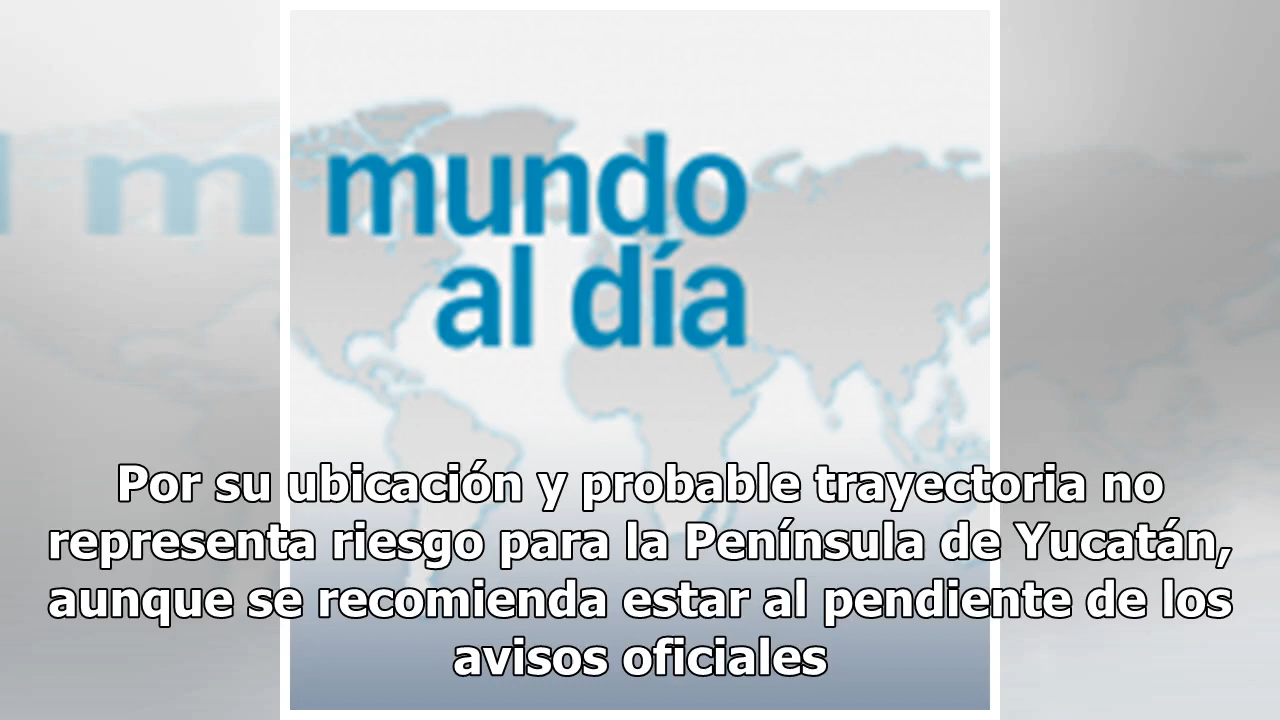 mundo
al día
Por su ubicación y probable trayectoria no
representa riesgo para la Península de Yucatán,
aunque se recomienda estar al pendiente de los
avisos oficiales